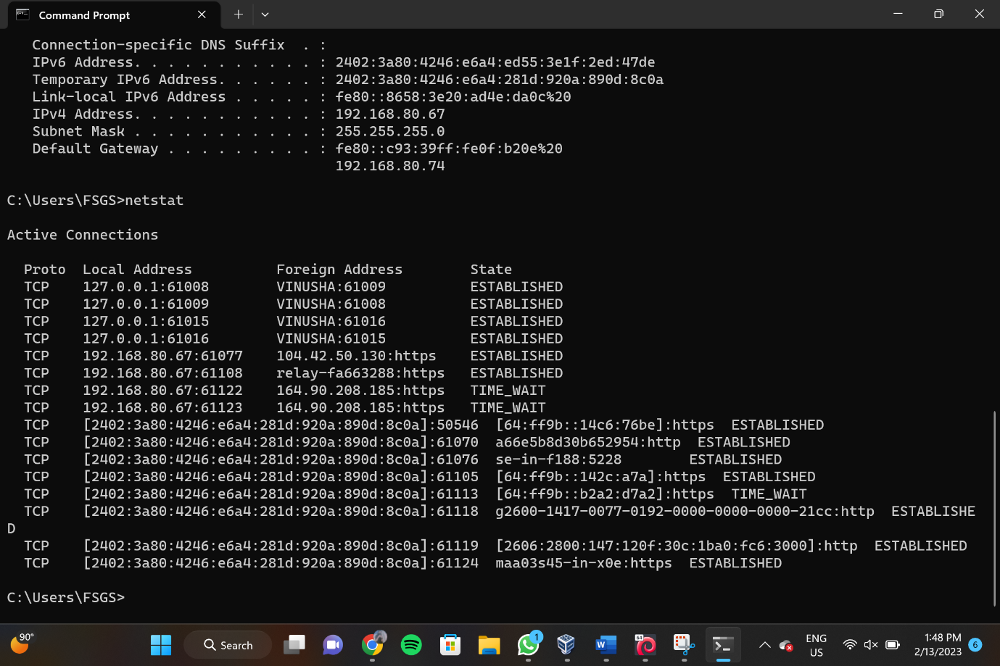 Command Prompt
Connection-specific DNS Suffix  . :
IPv6 Address. . . . . . . . . . . : 2402:3a80:4246:e6a4:ed55:3e1f:2ed:47de
Temporary IPv6 Address. . . . . . : 2402:3a80:4246:e6a4:281d:920a:890d:8c0a
Link-local IPv6 Address . . . . . : fe80::8658:3e20:ad4e:da0c%20
IPv4 Address. . . . . . . . . . . : 192.168.80.67
Subnet Mask . . . . . . . . . . . : 255.255.255.0
Default Gateway . . . . . . . . . : fe80::c93:39ff:fe0f:b20e%20
192.168.80.74
C:\Users\FSGS>netstat
Active Connections
Proto  Local Address          Foreign Address        State
TCP    127.0.0.1:61008        VINUSHA:61009          ESTABLISHED
TCP    127.0.0.1:61009        VINUSHA:61008          ESTABLISHED
TCP    127.0.0.1:61015        VINUSHA:61016          ESTABLISHED
TCP    127.0.0.1:61016        VINUSHA:61015          ESTABLISHED
TCP    192.168.80.67:61077    104.42.50.130:https    ESTABLISHED
TCP    192.168.80.67:61108    relay-fa663288:https   ESTABLISHED
TCP    192.168.80.67:61122    164.90.208.185:https   TIME_WAIT
TCP    192.168.80.67:61123    164.90.208.185:https   TIME_WAIT
TCP    [2402:3a80:4246:e6a4:281d:920a:890d:8c0a]:50546  [64:ff9b::14c6:76be]:https  ESTABLISHED
TCP    [2402:3a80:4246:e6a4:281d:920a:890d:8c0a]:61070  a66e5b8d30b652954:http  ESTABLISHED
TCP    [2402:3a80:4246:e6a4:281d:920a:890d:8c0a]:61076  se-in-f188:5228        ESTABLISHED
TCP    [2402:3a80:4246:e6a4:281d:920a:890d:8c0a]:61105  [64:ff9b::142c:a7a]:https  ESTABLISHED
TCP    [2402:3a80:4246:e6a4:281d:920a:890d:8c0a]:61113  [64:ff9b::b2a2:d7a2]:https  TIME_WAIT
TCP    [2402:3a80:4246:e6a4:281d:920a:890d:8c0a]:61118  g2600-1417-0077-0192-0000-0000-0000-21cc:http  ESTABLISHE
D
TCP    [2402:3a80:4246:e6a4:281d:920a:890d:8c0a]:61119  [2606:2800:147:120f:30c:1ba0:fc6:3000]:http  ESTABLISHED
TCP    [2402:3a80:4246:e6a4:281d:920a:890d:8c0a]:61124  maa03s45-in-x0e:https  ESTABLISHED
C:\Users\FSGS>
90°
Search
1
W
64
ENG
US
1:48 PM
2/13/2023
6